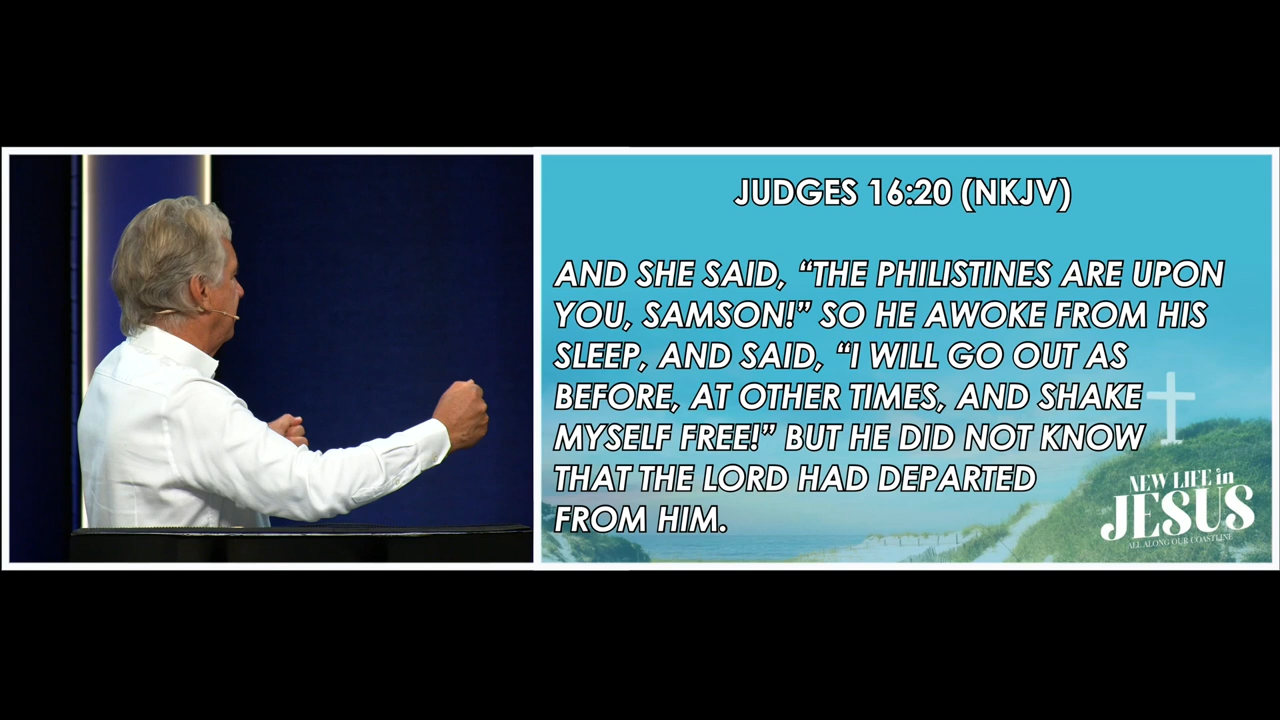 JUDGES 16:20 (NKJV)
AND SHE SAID, “THE PHILISTINES ARE UPON
YOU, SAMSON!” SO HE AWOKE FROM HIS
SLEEP, AND SAID, “I WILL GO OUT AS
BEFORE, AT OTHER TIMES, AND SHAKE
MYSELF FREE!” BUT HE DID NOT KNOW
THAT THE LORD HAD DEPARTED
FROM HIM.
NEW LIFE in
JESUS
ALL ALONG OUR COASTLINE